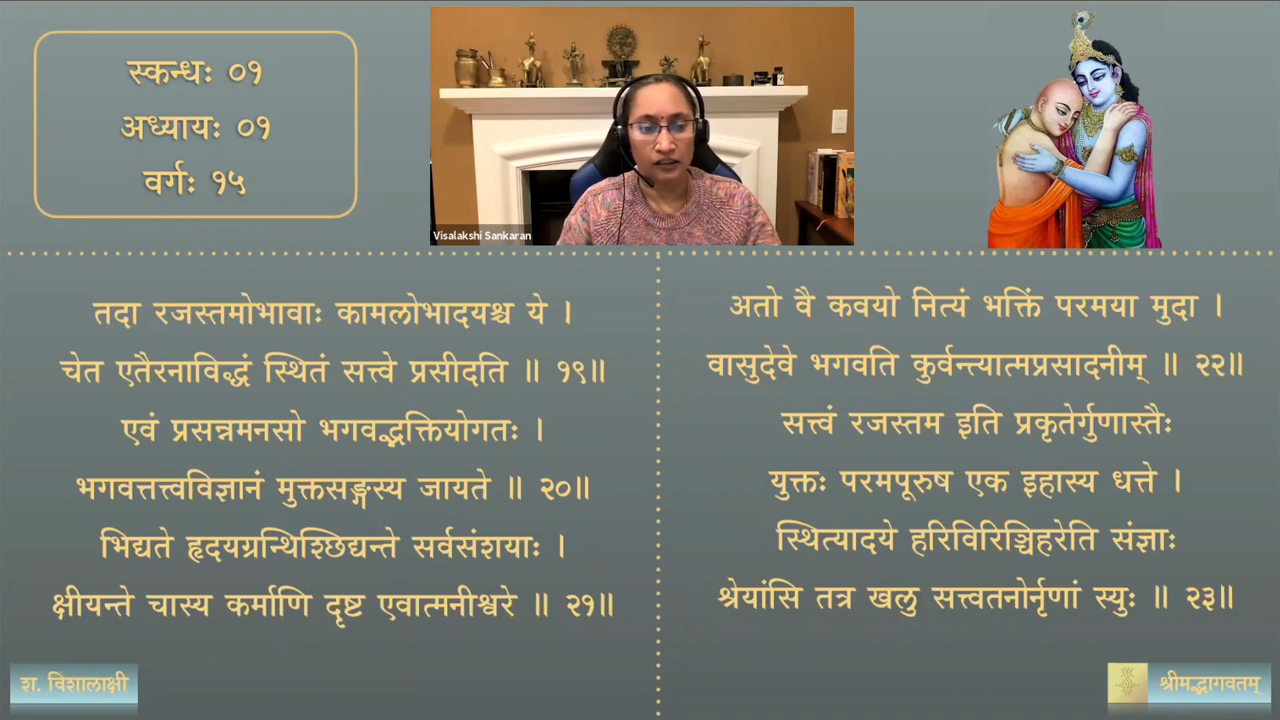 स्कन्धः ०१
अध्यायः ०१
वर्गः १५
Visalakshi Sankaran
तदा रजस्तमोभावाः कामलोभादयश्च ये ।
चेत एतैरनाविद्धं स्थितं सत्त्वे प्रसीदति ॥ १९॥
एवं प्रसन्नमनसो भगवद्भक्तियोगतः ।
भगवत्तत्त्वविज्ञानं मुक्तसङ्गस्य जायते ॥ २०॥
भिद्यते हृदयग्रन्थिश्छिद्यन्ते सर्वसंशयाः ।
क्षीयन्ते चास्य कर्माणि दृष्ट एवात्मनीश्वरे ॥ २१॥
अतो वै कवयो नित्यं भक्तिं परमया मुदा ।
वासुदेवे भगवति कुर्वन्त्यात्मप्रसादनीम् ॥ २२॥
सत्त्वं रजस्तम इति प्रकृतेर्गुणास्तैः
युक्तः परमपूरुष एक इहास्य धत्ते ।
स्थित्यादये हरिविरिञ्चिहरेति संज्ञाः
श्रेयांसि तत्र खलु सत्त्वतनोर्नृणां स्युः ॥ २३॥
श. विशालाक्षी
श्रीमद्भागवतम्